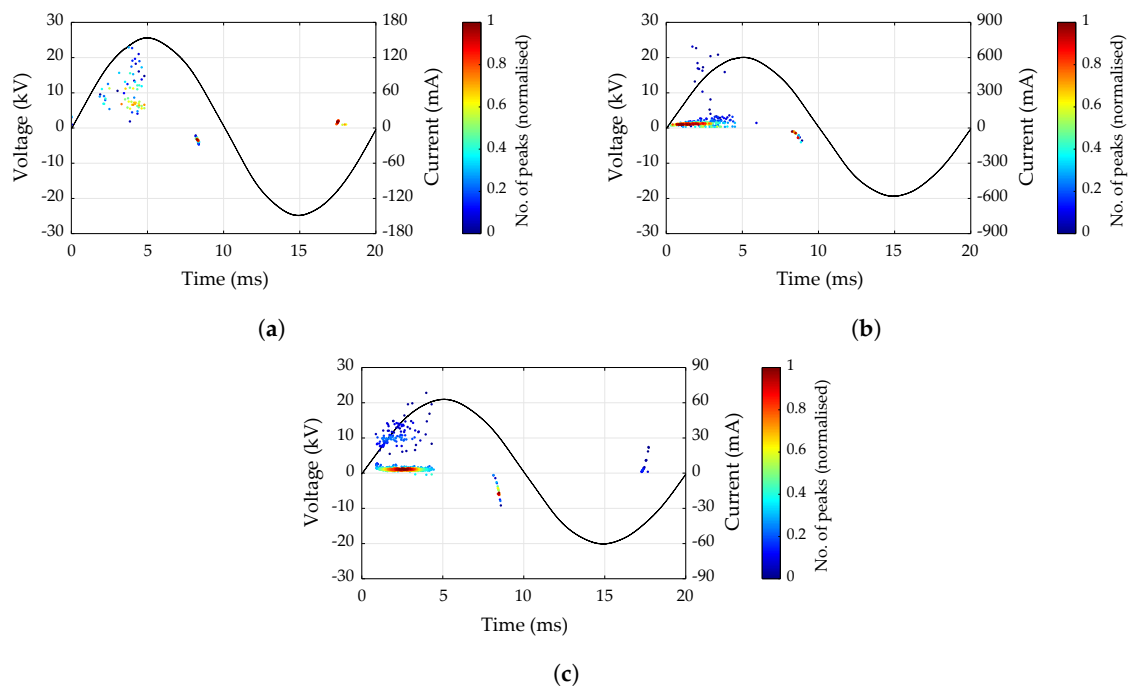 30 180 1
20 120 0.8
10 60 0.6
0 0 0.4
-10 -60
-20 -120 0.2
-30 -180 0
0 5 10 15 20
Voltage (kV)
Current (mA)
No. of peaks (normalised)
Time (ms)
(a)
30 900 1
20 600 0.8
10 300 0.6
0 0 0.4
-10 -300
-20 -600 0.2
-30 -900 0
0 5 10 15 20
Voltage (kV)
Current (mA)
No. of peaks (normalised)
Time (ms)
(b)
30 90 1
20 60 0.8
10 30 0.6
0 0 0.4
-10 -30
-20 -60 0.2
-30 -90 0
0 5 10 15 20
Voltage (kV)
Current (mA)
No. of peaks (normalised)
Time (ms)
(c)